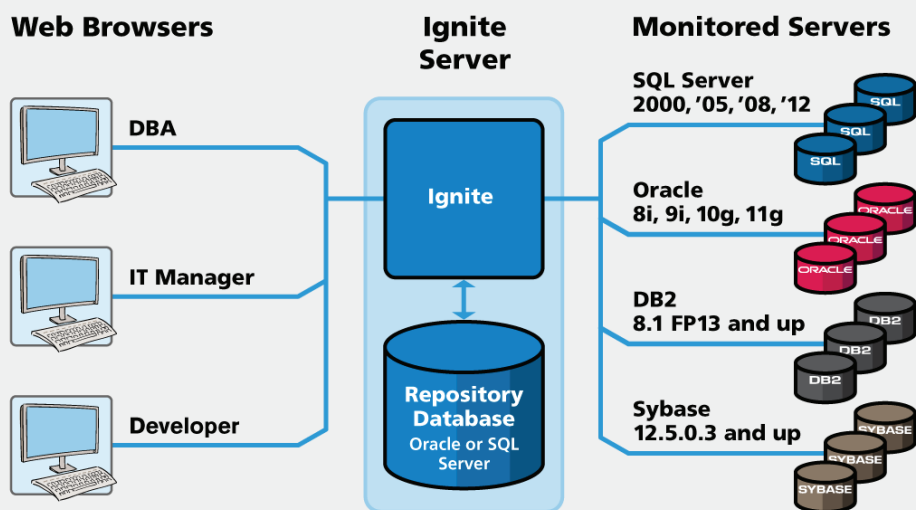 Web Browsers
DBA
IT Manager
Developer
Ignite
Server
Ignite
Repository
Database
Oracle or SQL
Server
Monitored Servers
SQL Server
2000, '05, '08, '12
SQL
SQL
SQL
Oracle
8i, 9i, 10g, 11g
ORACLE
ORACLE
ORACLE
DB2
8.1 FP13 and up
DB2
DB2
DB2
Sybase
12.5.0.3 and up
SYBASE
SYBASE
SYBASE